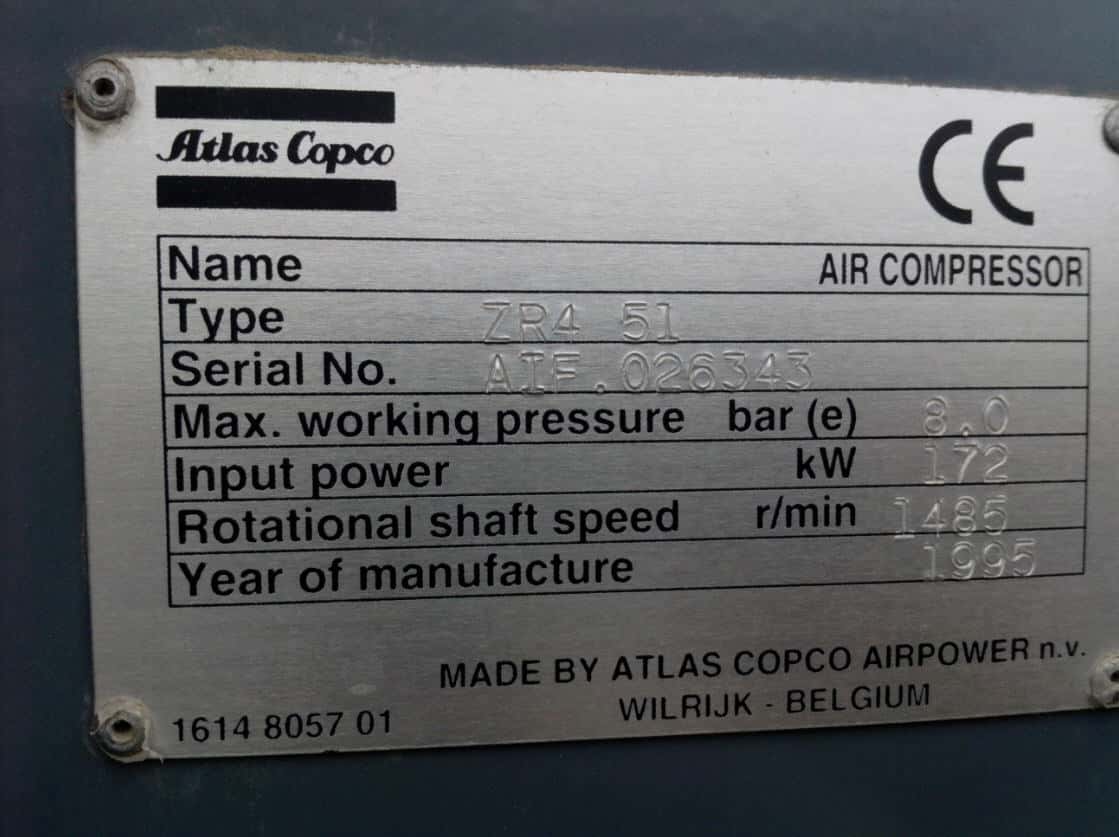 Atlas Copco
CE
Name AIR COMPRESSOR
Type ZR4 51
Serial No. AIF.026343
Max. working pressure bar (e) 8.0
Input power kW 172
Rotational shaft speed r/min 1485
Year of manufacture 1995
MADE BY ATLAS COPCO AIRPOWER n.v.
WILRIJK - BELGIUM
1614 8057 01